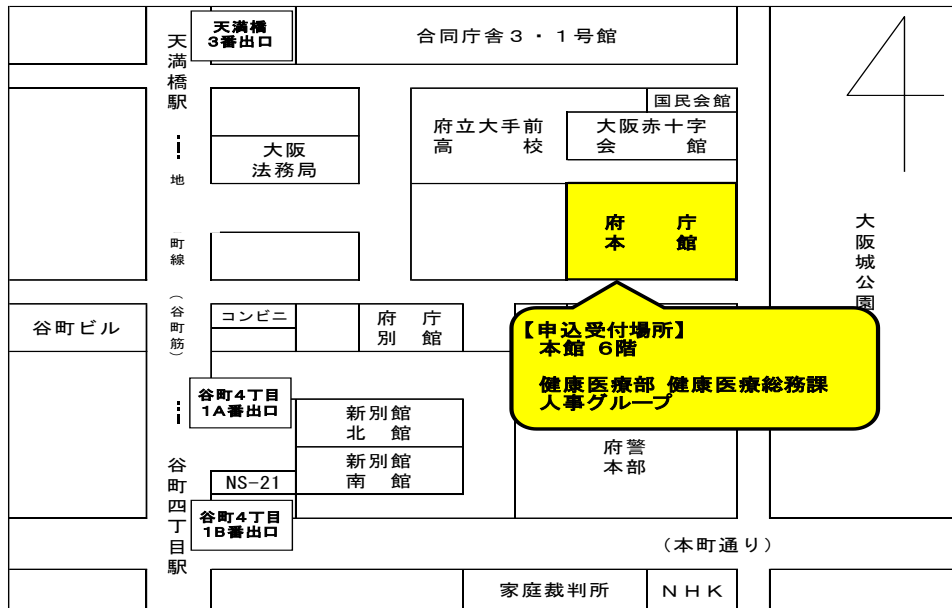 天満橋
3番出口
合同庁舎３・１号館
天満橋駅
国民会館
府立大手前
高　　校
大阪赤十字
会　　館
大阪
法務局
地
府　　庁
本　　館
大阪城公園
町線
（谷町筋）
谷町ビル
コンビニ
府　庁
別　館
【申込受付場所】
本館 6階
健康医療部 健康医療総務課
人事グループ
谷町4丁目
1A番出口
新別館
北　館
府警
本部
新別館
南　館
NS-21
谷町四丁目駅
谷町4丁目
1B番出口
（本町通り）
家庭裁判所
ＮＨＫ